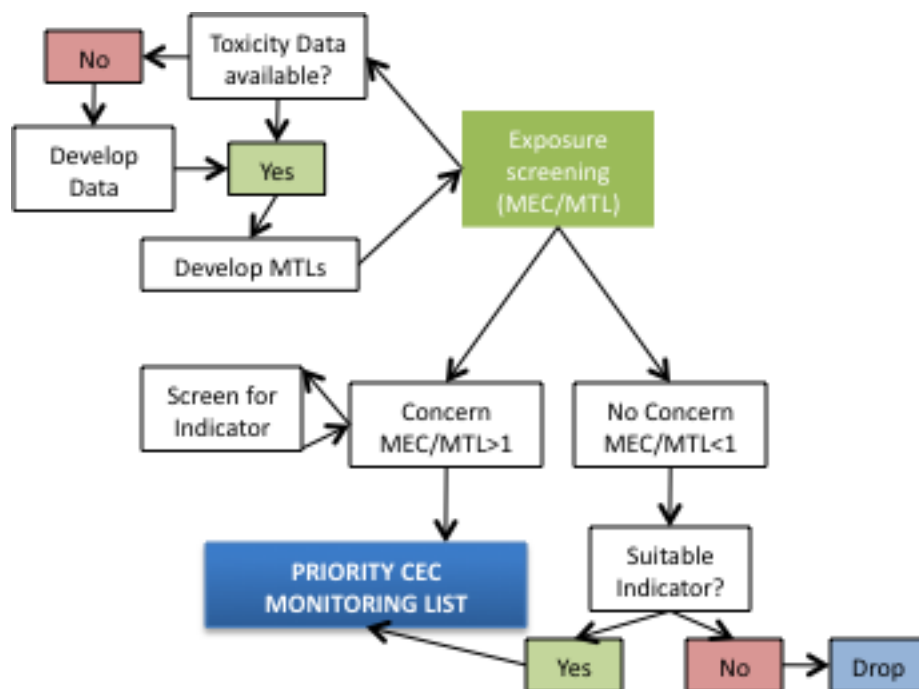 Toxicity Data
available?
No
Develop
Data
Yes
Develop MTLs
Exposure
screening
(MEC/MTL)
Screen for
Indicator
Concern
MEC/MTL>1
No Concern
MEC/MTL<1
PRIORITY CEC
MONITORING LIST
Suitable
Indicator?
Yes
No
Drop